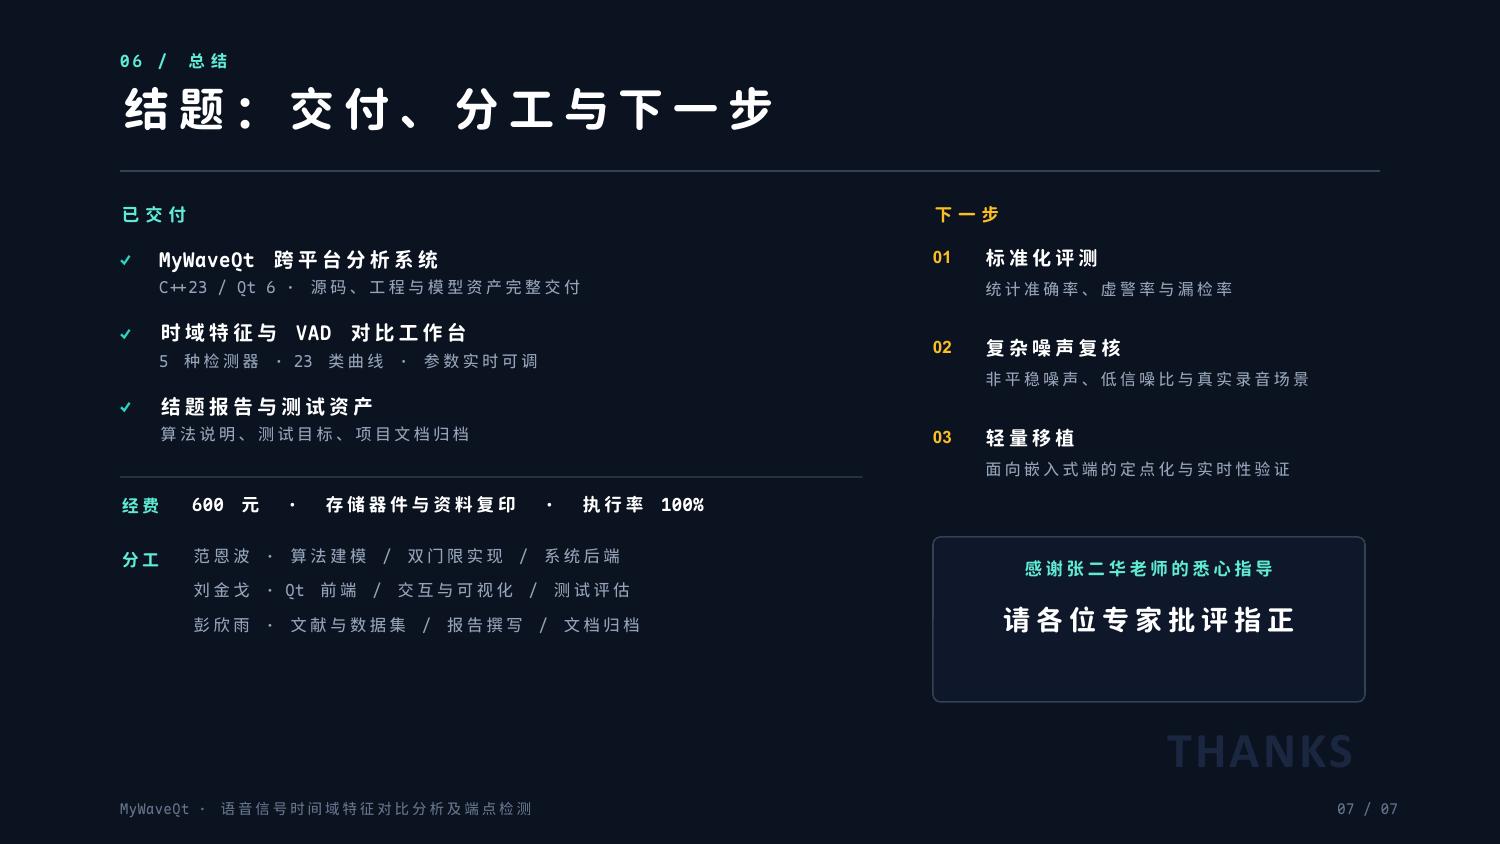 06 / 总结
结题：交付、分工与下一步
已交付
✓ MyWaveQt 跨平台分析系统
C++23 / Qt 6 · 源码、工程与模型资产完整交付
✓ 时域特征与 VAD 对比工作台
5 种检测器 · 23 类曲线 · 参数实时可调
✓ 结题报告与测试资产
算法说明、测试目标、项目文档归档
经费 600 元 · 存储器件与资料复印 · 执行率 100%
分工 范恩波 · 算法建模 / 双门限实现 / 系统后端
刘金戈 · Qt 前端 / 交互与可视化 / 测试评估
彭欣雨 · 文献与数据集 / 报告撰写 / 文档归档
下一步
01 标准化评测
统计准确率、虚警率与漏检率
02 复杂噪声复核
非平稳噪声、低信噪比与真实录音场景
03 轻量移植
面向嵌入式端的定点化与实时性验证
感谢张二华老师的悉心指导
请各位专家批评指正
THANKS
MyWaveQt · 语音信号时间域特征对比分析及端点检测
07 / 07